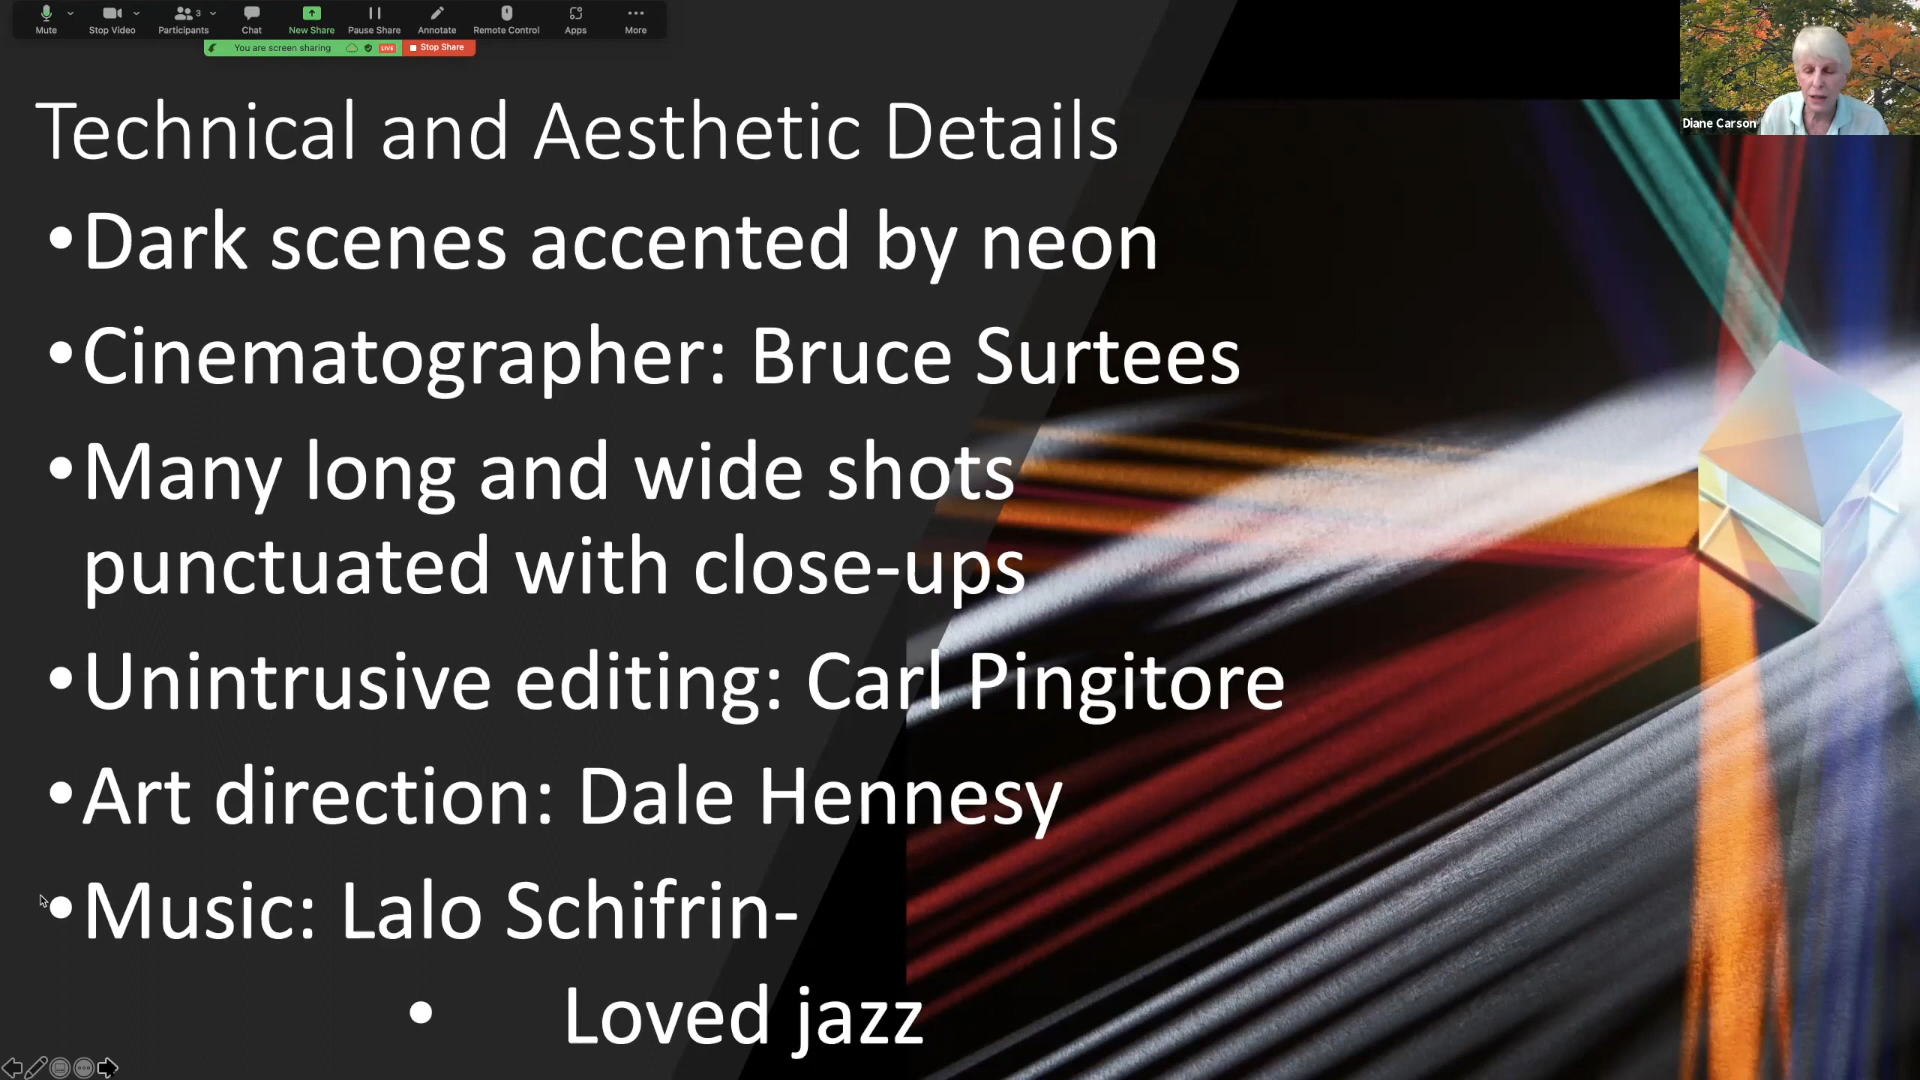 Mute
Stop Video
Participants
3
Chat
New Share
Pause Share
Annotate
Remote Control
Apps
More
You are screen sharing
LIVE
Stop Share
Diane Carson
Technical and Aesthetic Details
•Dark scenes accented by neon
•Cinematographer: Bruce Surtees
•Many long and wide shots
punctuated with close-ups
•Unintrusive editing: Carl Pingitore
•Art direction: Dale Hennesy
•Music: Lalo Schifrin-
• Loved jazz